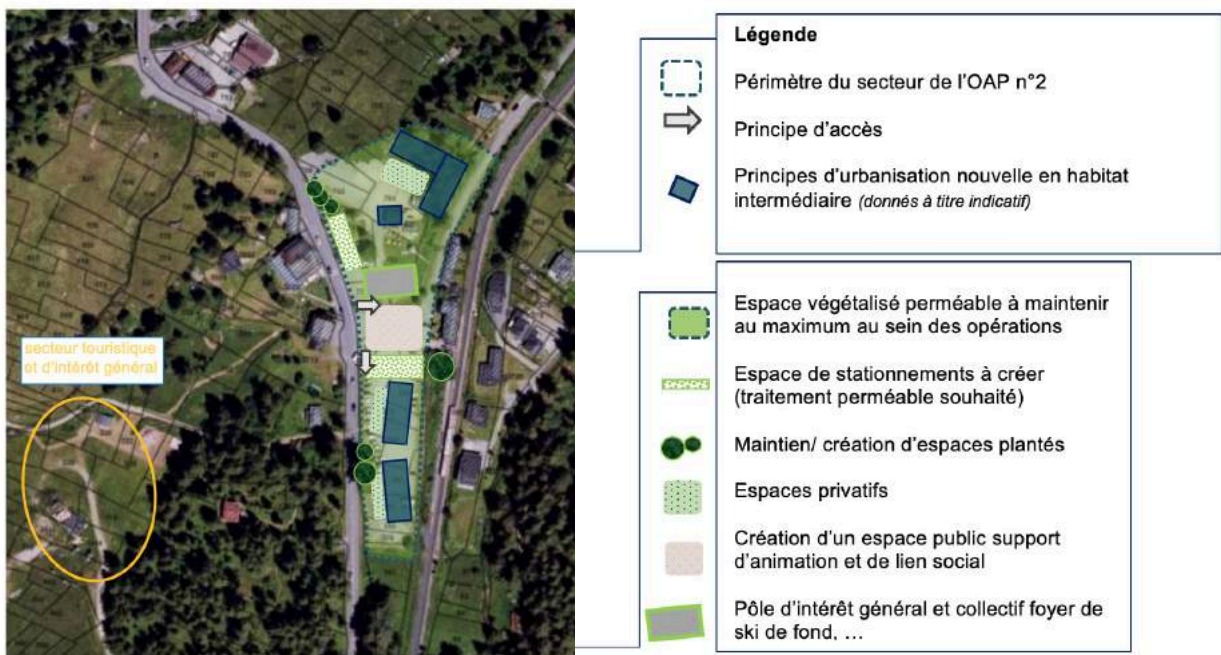 secteur touristique
et d'intérêt général
Légende
Périmètre du secteur de l'OAP n°2
Principe d'accès
Principes d'urbanisation nouvelle en habitat
intermédiaire (donnés à titre indicatif)
Espace végétalisé perméable à maintenir
au maximum au sein des opérations
Espace de stationnements à créer
(traitement perméable souhaité)
Maintien/ création d'espaces plantés
Espaces privatifs
Création d'un espace public support
d'animation et de lien social
Pôle d'intérêt général et collectif foyer de
ski de fond, …